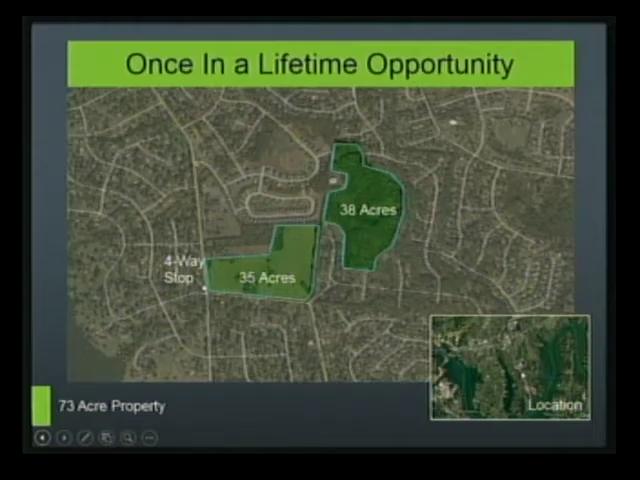 Once In a Lifetime Opportunity
38 Acres
4-Way
Stop
35 Acres
Location
73 Acre Property